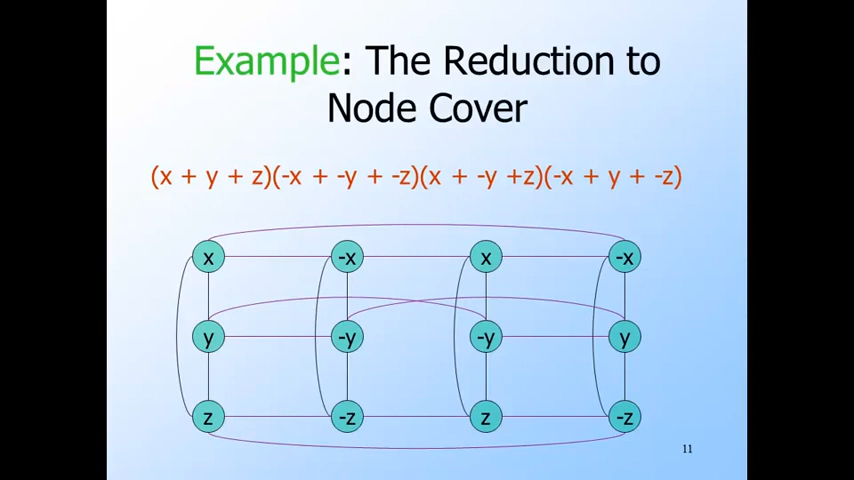 Example: The Reduction to
Node Cover
(x + y + z)(-x + -y + -z)(x + -y +z)(-x + y + -z)
x -x x -x
y -y -y y
z -z z -z
11